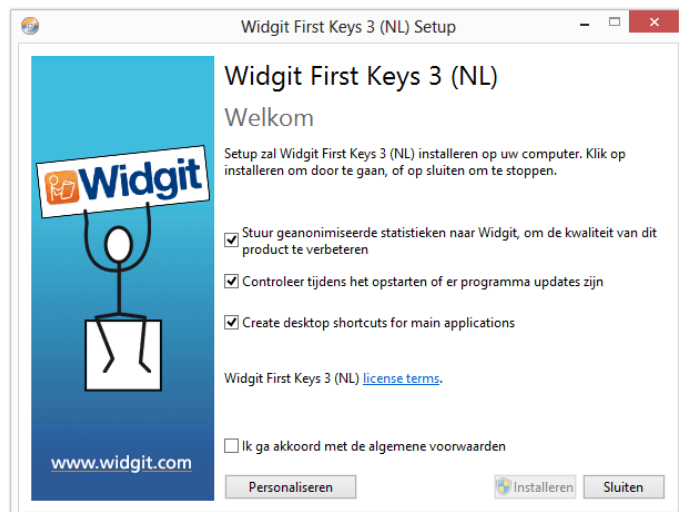 Widgit First Keys 3 (NL) Setup
Widgit First Keys 3 (NL)
Welkom
Setup zal Widgit First Keys 3 (NL) installeren op uw computer. Klik op
installeren om door te gaan, of op sluiten om te stoppen.
Widgit
Stuur geanonimiseerde statistieken naar Widgit, om de kwaliteit van dit
product te verbeteren
Controleer tijdens het opstarten of er programma updates zijn
Create desktop shortcuts for main applications
Widgit First Keys 3 (NL) license terms.
Ik ga akkoord met de algemene voorwaarden
www.widgit.com
Personaliseren
Installeren
Sluiten